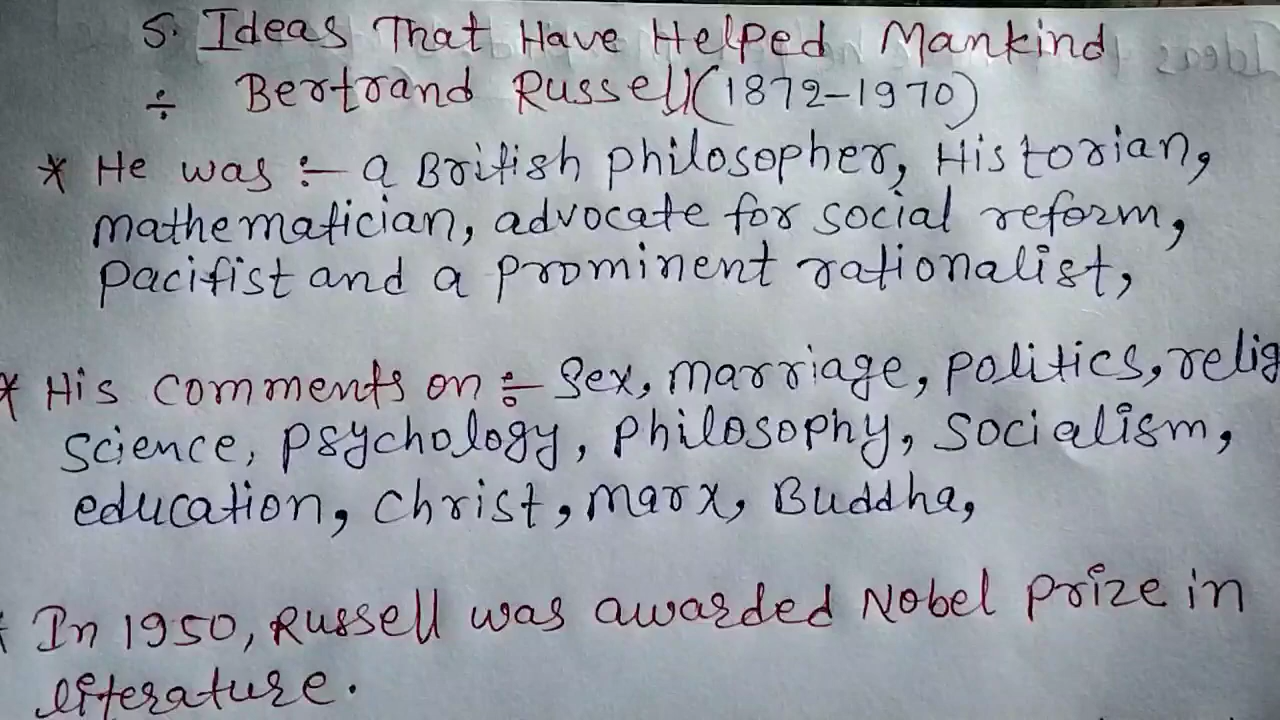 5. Ideas That Have Helped Mankind
÷ Bertrand Russell (1872-1970)
* He was :- a British philosopher, Historian,
mathematician, advocate for social reform,
pacifist and a prominent rationalist,
* His comments on :- Sex, marriage, politics, relig
science, psychology, philosophy, socialism,
education, Christ, marx, Buddha,
* In 1950, Russell was awarded Nobel prize in
literature.